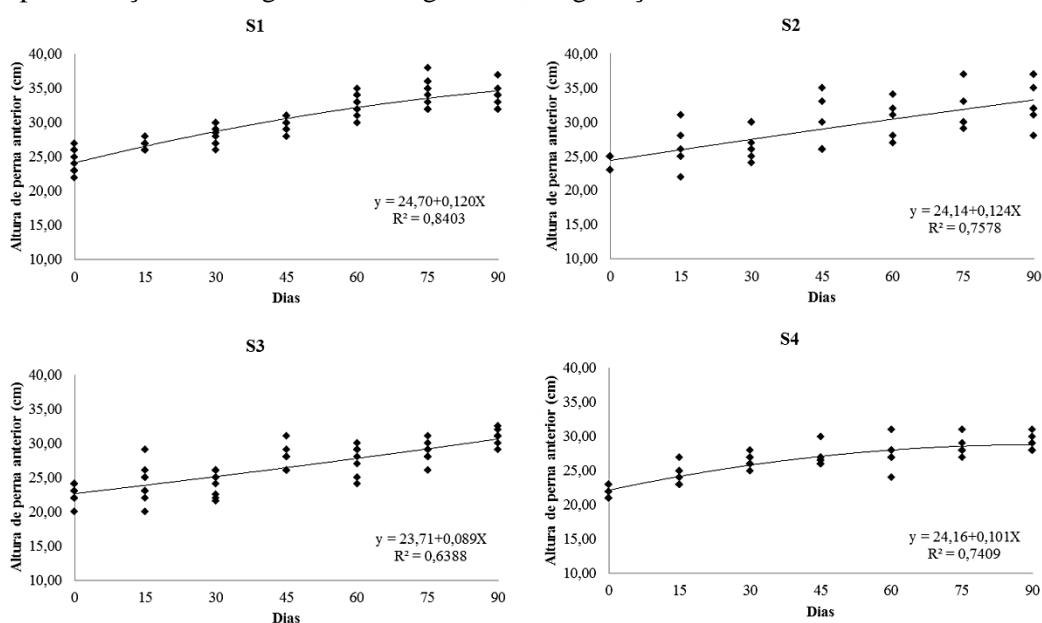 S1
Altura de perna anterior (cm)
40,00
35,00
30,00
25,00
20,00
15,00
10,00
y = 24,70+0,120X
R² = 0,8403
0 15 30 45 60 75 90
Dias
S2
Altura de perna anterior (cm)
40,00
35,00
30,00
25,00
20,00
15,00
10,00
y = 24,14+0,124X
R² = 0,7578
0 15 30 45 60 75 90
Dias
S3
Altura de perna anterior (cm)
40,00
35,00
30,00
25,00
20,00
15,00
10,00
y = 23,71+0,089X
R² = 0,6388
0 15 30 45 60 75 90
Dias
S4
Altura de perna anterior (cm)
40,00
35,00
30,00
25,00
20,00
15,00
10,00
y = 24,16+0,101X
R² = 0,7409
0 15 30 45 60 75 90
Dias